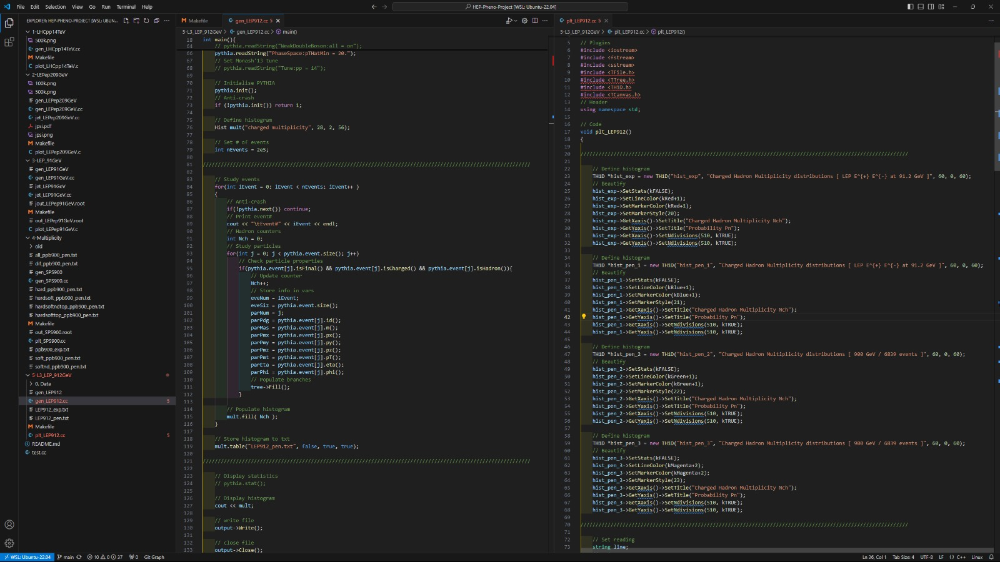 File Edit Selection View Go Run Terminal Help
HEP-Pheno-Project [WSL: Ubuntu-22.04]
EXPLORER: HEP-PHENO-PROJECT [WSL: UBUN...
1-LHCpp14TeV
500k.png
gen_LHCpp14TeV.cc
Makefile
plot_LHCpp14TeV.c
2-LEPep209GeV
100k.png
500k.png
gen_LEPep209GeV
gen_LEPep209GeV.cc
jet_LEPep209GeV.cc
jpsi.pdf
jpsi.png
Makefile
plot_LEPep209GeV.c
3-LEP_91GeV
gen_LEP91GeV
gen_LEP91GeV.cc
jet_LEP91GeV
jet_LEP91GeV.cc
jout_LEPep91GeV.root
Makefile
out_LEPep91GeV.root
plot_LEPep91GeV.c
4-Multiplicity
old
all_ppb900_pen.txt
dif_ppb900_pen.txt
gen_SPS900
gen_SPS900.cc
hard_ppb900_pen.txt
hardsoft_ppb900_pen.txt
hardsoftndtop_ppb900_pen.txt
hardsofttop_ppb900_pen.txt
Makefile
out_SPS900.root
plt_SPS900.cc
ppb900_exp.txt
soft_ppb900_pen.txt
softnd_ppb900_pen.txt
5-L3_LEP_912GeV
0. Data
gen_LEP912
gen_LEP912.cc 5
LEP912_exp.txt
LEP912_pen.txt
Makefile
plt_LEP912.cc 5
README.md
test.cc
Makefile gen_LEP912.cc 5
5-L3_LEP_912GeV > gen_LEP912.cc > main()
18 int main(){
64 // pythia.readString("WeakDoubleBoson:all = on");
66 pythia.readString("PhaseSpace:pTHatMin = 20.");
67 // Set Monash'13 tune
68 // pythia.readString("Tune:pp = 14");
69
70 // Initialise PYTHIA
71 pythia.init();
72 // Anti-crash
73 if (!pythia.init()) return 1;
74
75 // Define histogram
76 Hist mult("charged multiplicity", 28, 2, 56);
77
78 // Set # of events
79 int nEvents = 2e5;
80
81 /////////////////////////////////////////////////////////////////////////////////////////////////////////////
82
83 // Study events
84 for(int iEvent = 0; iEvent < nEvents; iEvent++ )
85 {
86 // Anti-crash
87 if(!pythia.next()) continue;
88 // Print event#
89 cout << "\tEvent#" << iEvent << endl;
90 // Hadron counters
91 int Nch = 0;
92 // Study particles
93 for(int j = 0; j < pythia.event.size(); j++)
94 // Check particle properties
95 if(pythia.event[j].isFinal() && pythia.event[j].isCharged() && pythia.event[j].isHadron()){
96 // Update counter
97 Nch++;
98 // Store info in vars
99 eveNum = iEvent;
100 eveSiz = pythia.event.size();
101 parNum = j;
102 parPdg = pythia.event[j].id();
103 parMas = pythia.event[j].m();
104 parPmx = pythia.event[j].px();
105 parPmy = pythia.event[j].py();
106 parPmz = pythia.event[j].pz();
107 parPmt = pythia.event[j].pT();
108 parEta = pythia.event[j].eta();
109 parPhi = pythia.event[j].phi();
110 // Populate branches
111 tree->Fill();
112 }
113
114 // Populate histogram
115 mult.fill( Nch );
116 }
117
118 // Store histogram to txt
119 mult.table("LEP912_pen.txt", false, true, true);
120
121 /////////////////////////////////////////////////////////////////////////////////////////////////////////////
122
123 // Display statistics
124 // pythia.stat();
125
126 // Display histogram
127 cout << mult;
128
129 // write file
130 output->Write();
131
132 // close file
133 output->Close();
plt_LEP912.cc 5
5-L3_LEP_912GeV > plt_LEP912.cc > plt_LEP912()
5 // Plugins
6 #include <iostream>
7 #include <fstream>
8 #include <sstream>
9 #include <TFile.h>
10 #include <TTree.h>
11 #include <TH1D.h>
12 #include <TCanvas.h>
13 // Header
14 using namespace std;
15
16 // Code
17 void plt_LEP912()
18 {
19
20 /////////////////////////////////////////////////////////////////////////////////////////////////////////////
21
22 // Define histogram
23 TH1D *hist_exp = new TH1D("hist_exp", "Charged Hadron Multiplicity distributions [ LEP E^{+} E^{-} at 91.2 GeV ]", 60, 0, 60);
24 // Beautify
25 hist_exp->SetStats(kFALSE);
26 hist_exp->SetLineColor(kRed+1);
27 hist_exp->SetMarkerColor(kRed+1);
28 hist_exp->SetMarkerStyle(20);
29 hist_exp->GetXaxis()->SetTitle("Charged Hadron Multiplicity Nch");
30 hist_exp->GetYaxis()->SetTitle("Probability Pn");
31 hist_exp->GetXaxis()->SetNdivisions(510, kTRUE);
32 hist_exp->GetYaxis()->SetNdivisions(510, kTRUE);
33
34 // Define histogram
35 TH1D *hist_pen_1 = new TH1D("hist_pen_1", "Charged Hadron Multiplicity distributions [ LEP E^{+} E^{-} at 91.2 GeV ]", 60, 0, 60);
36 // Beautify
37 hist_pen_1->SetStats(kFALSE);
38 hist_pen_1->SetLineColor(kBlue+1);
39 hist_pen_1->SetMarkerColor(kBlue+1);
40 hist_pen_1->SetMarkerStyle(21);
41 hist_pen_1->GetXaxis()->SetTitle("Charged Hadron Multiplicity Nch");
42 hist_pen_1->GetYaxis()->SetTitle("Probability Pn");
43 hist_pen_1->GetXaxis()->SetNdivisions(510, kTRUE);
44 hist_pen_1->GetYaxis()->SetNdivisions(510, kTRUE);
45
46 // Define histogram
47 TH1D *hist_pen_2 = new TH1D("hist_pen_2", "Charged Hadron Multiplicity distributions [ 900 GeV / 6839 events ]", 60, 0, 60);
48 // Beautify
49 hist_pen_2->SetStats(kFALSE);
50 hist_pen_2->SetLineColor(kGreen+1);
51 hist_pen_2->SetMarkerColor(kGreen+1);
52 hist_pen_2->SetMarkerStyle(22);
53 hist_pen_2->GetXaxis()->SetTitle("Charged Hadron Multiplicity Nch");
54 hist_pen_2->GetYaxis()->SetTitle("Probability Pn");
55 hist_pen_2->GetXaxis()->SetNdivisions(510, kTRUE);
56 hist_pen_2->GetYaxis()->SetNdivisions(510, kTRUE);
57
58 // Define histogram
59 TH1D *hist_pen_3 = new TH1D("hist_pen_3", "Charged Hadron Multiplicity distributions [ 900 GeV / 6839 events ]", 60, 0, 60);
60 // Beautify
61 hist_pen_3->SetStats(kFALSE);
62 hist_pen_3->SetLineColor(kMagenta+2);
63 hist_pen_3->SetMarkerColor(kMagenta+2);
64 hist_pen_3->SetMarkerStyle(23);
65 hist_pen_3->GetXaxis()->SetTitle("Charged Hadron Multiplicity Nch");
66 hist_pen_3->GetYaxis()->SetTitle("Probability Pn");
67 hist_pen_3->GetXaxis()->SetNdivisions(510, kTRUE);
68 hist_pen_3->GetYaxis()->SetNdivisions(510, kTRUE);
69
70 /////////////////////////////////////////////////////////////////////////////////////////////////////////////
71
72 // Set reading
73 string line;
WSL: Ubuntu-22.04 main 10 0 37 0 Git Graph
Ln 36, Col 1 Tab Size: 4 UTF-8 LF {} C++ Linux